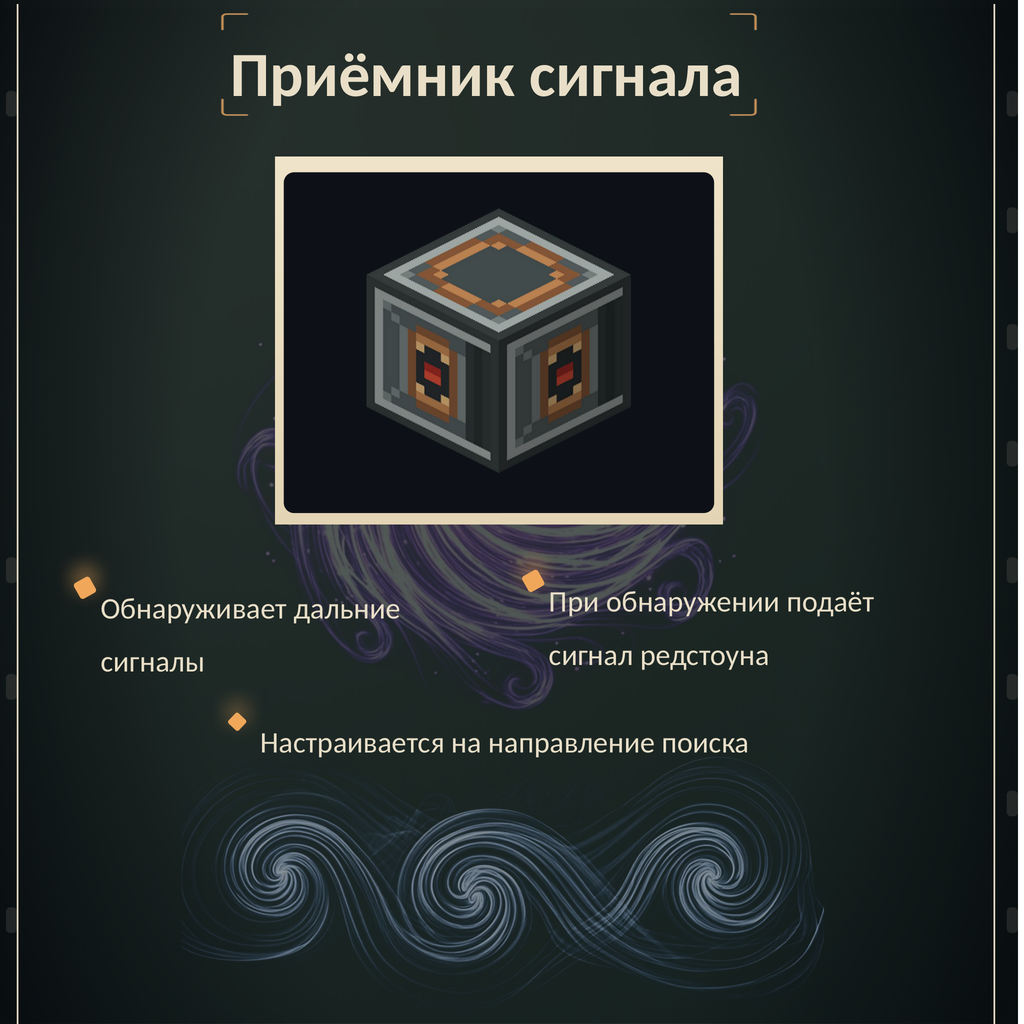 Приёмник сигнала
Обнаруживает дальние
сигналы
При обнаружении подаёт
сигнал редстоуна
Настраивается на направление поиска